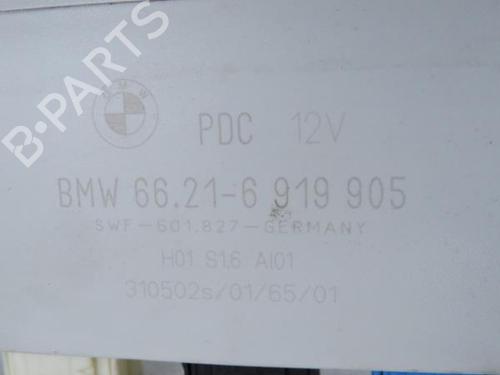 B-PARTS
BMW
PDC 12V
BMW 66.21-6 919 905
SWF-601.827-GERMANY
H01 S1.6 AI01
310502s/01/65/01